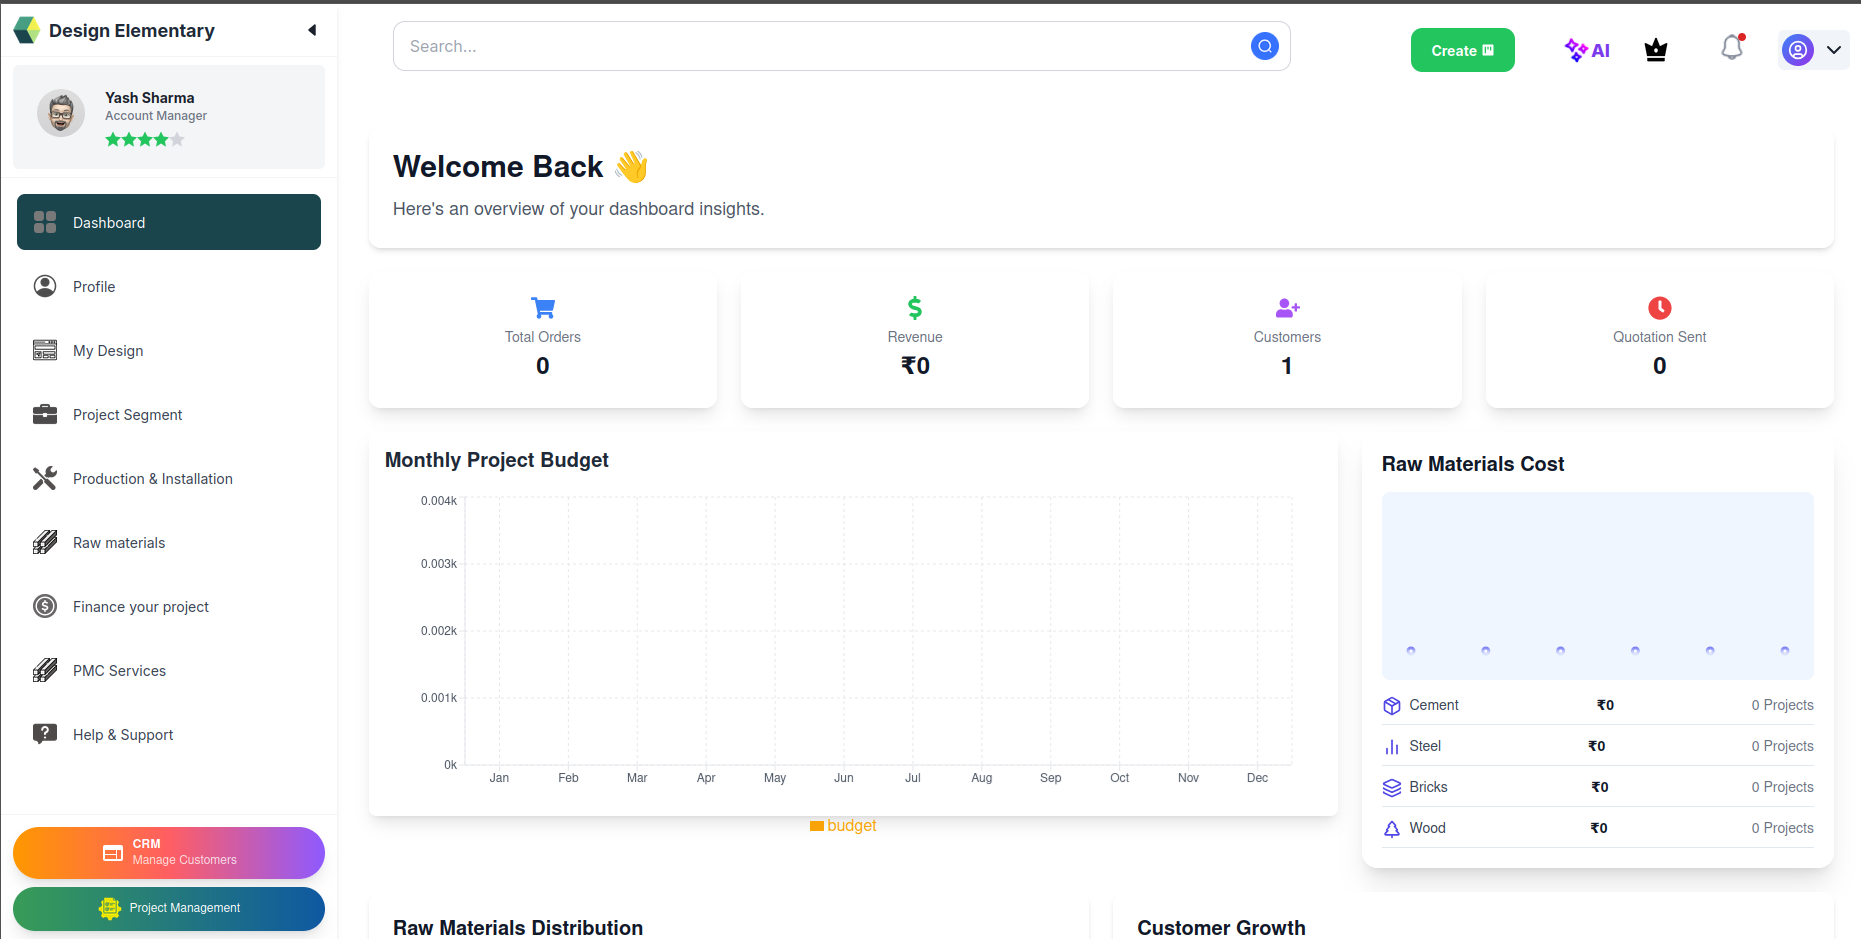 Design Elementary
Yash Sharma
Account Manager
Dashboard
Profile
My Design
Project Segment
Production & Installation
Raw materials
Finance your project
PMC Services
Help & Support
CRM
Manage Customers
Project Management
Search...
Create
AI
Welcome Back 👋
Here's an overview of your dashboard insights.
Total Orders
0
Revenue
₹0
Customers
1
Quotation Sent
0
Monthly Project Budget
0.004k
0.003k
0.002k
0.001k
0k
Jan Feb Mar Apr May Jun Jul Aug Sep Oct Nov Dec
budget
Raw Materials Cost
Cement ₹0 0 Projects
Steel ₹0 0 Projects
Bricks ₹0 0 Projects
Wood ₹0 0 Projects
Raw Materials Distribution
Customer Growth